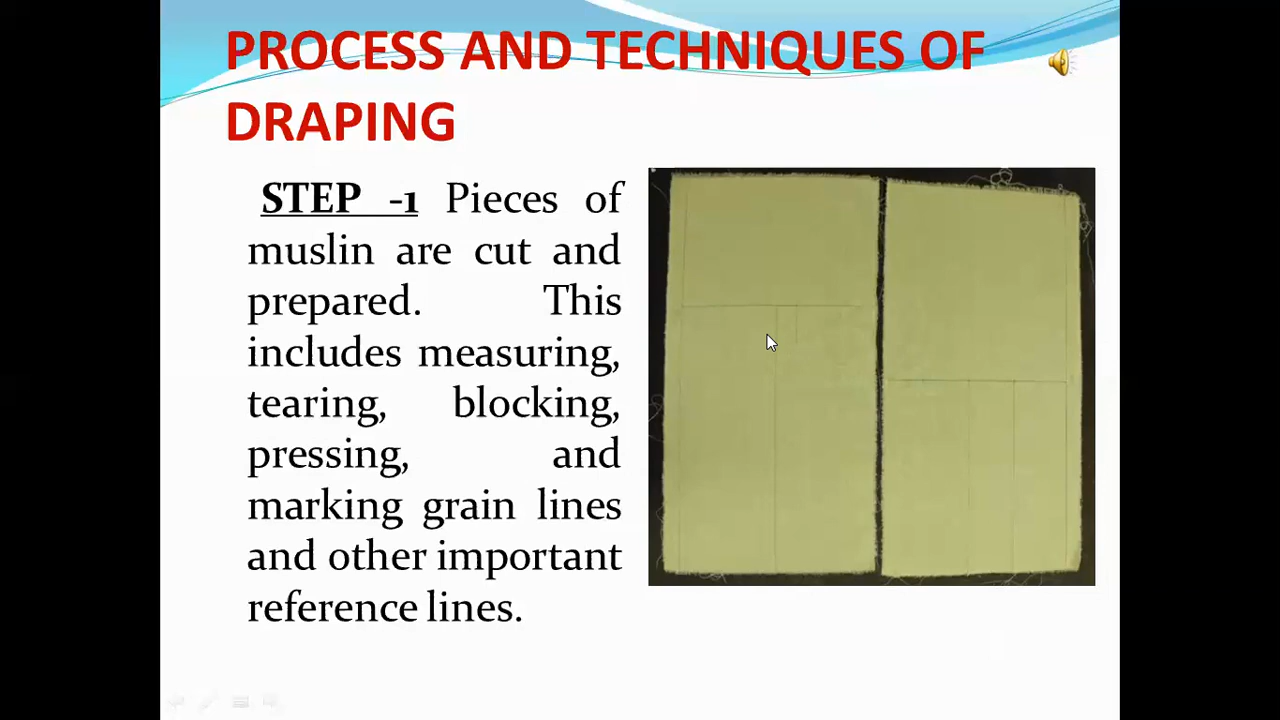 PROCESS AND TECHNIQUES OF
DRAPING
STEP -1 Pieces of
muslin are cut and
prepared. This
includes measuring,
tearing, blocking,
pressing, and
marking grain lines
and other important
reference lines.